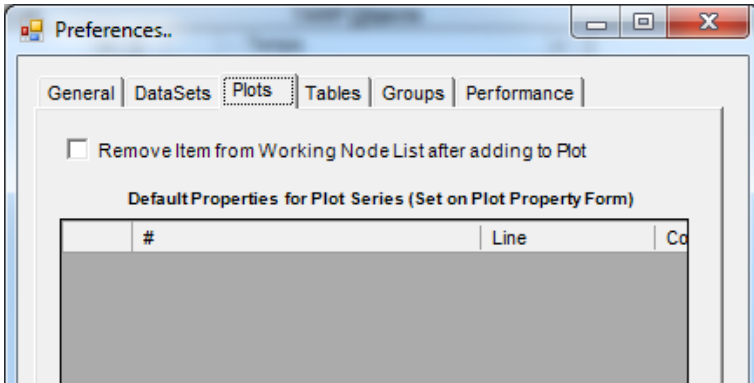 Preferences..
General DataSets Plots Tables Groups Performance
Remove Item from Working Node List after adding to Plot
Default Properties for Plot Series (Set on Plot Property Form)
# Line Co